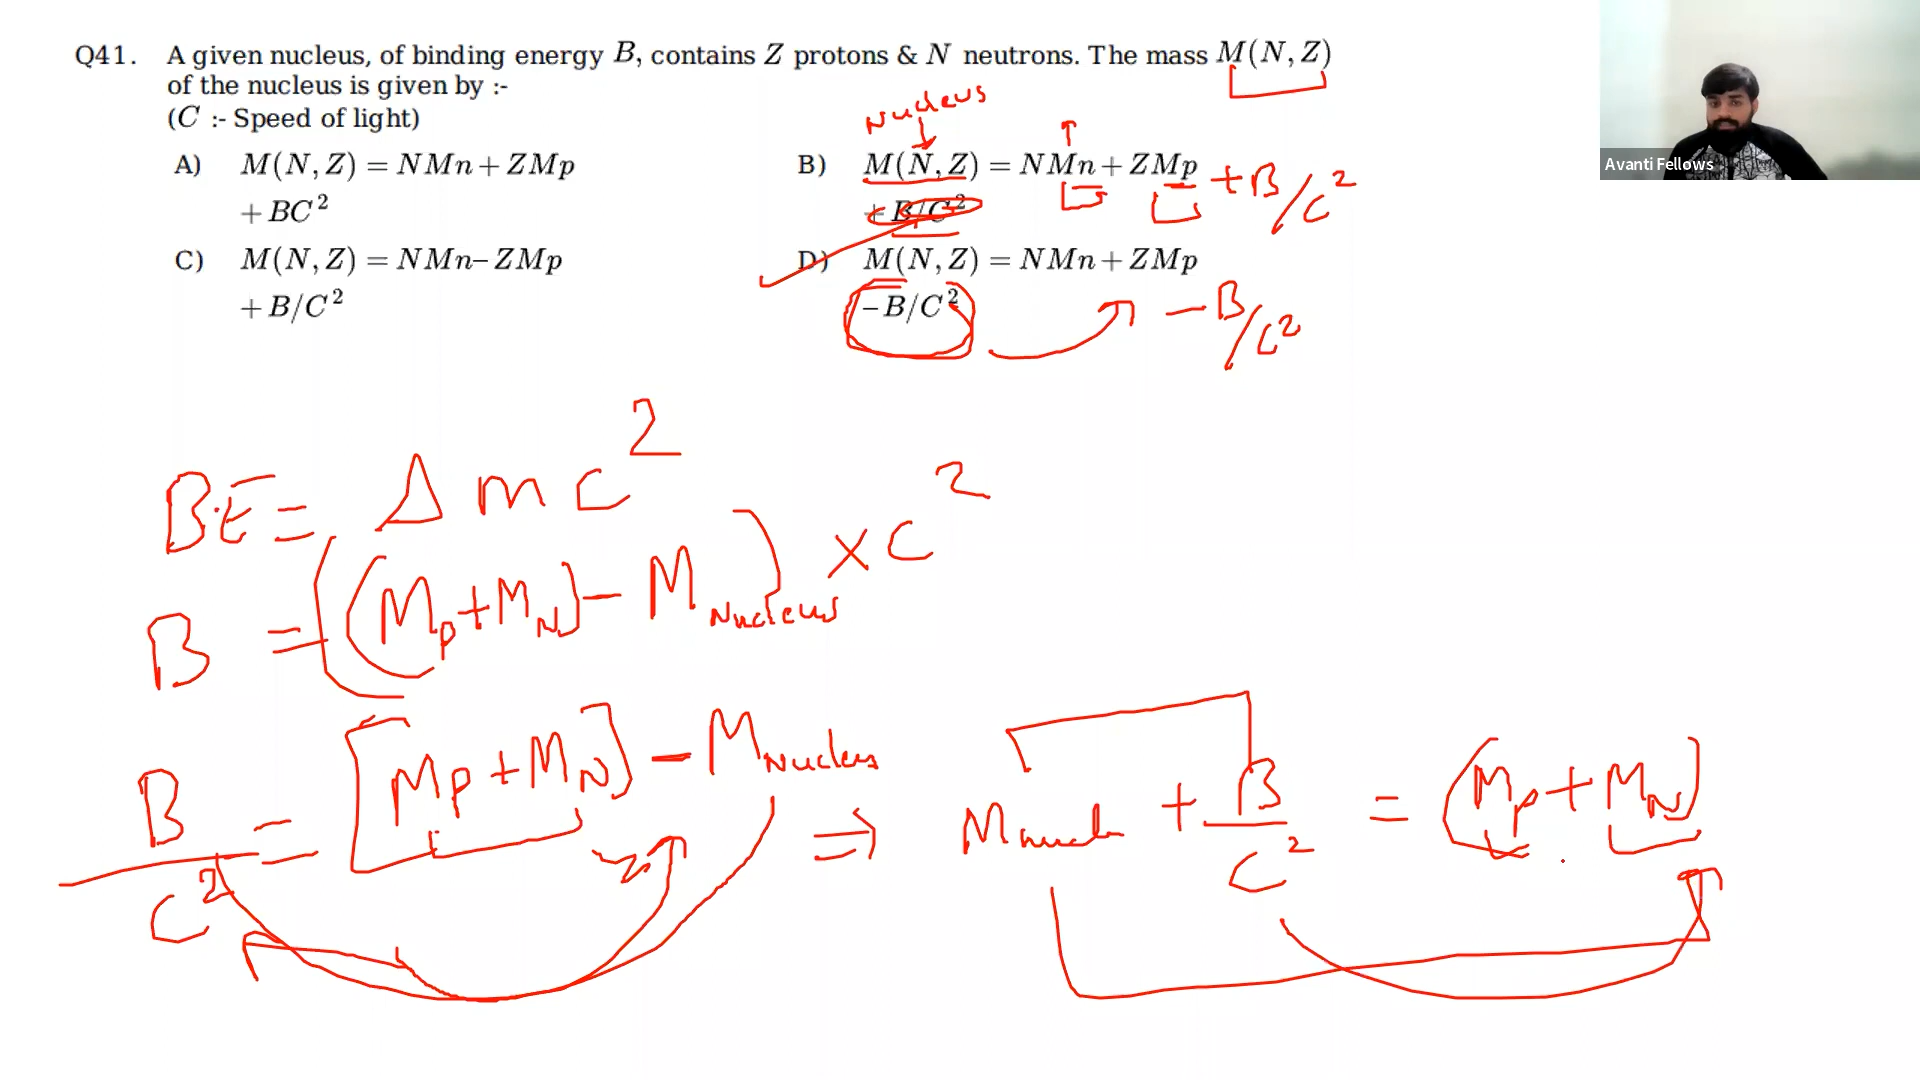 Q41. A given nucleus, of binding energy B, contains Z protons & N neutrons. The mass M(N,Z)
of the nucleus is given by :-
(C :- Speed of light)
Nucleus
A) M(N,Z) = NMn + ZMp
+ BC²
B) M(N,Z) = NMn + ZMp + B/C²
+ B/C²
C) M(N,Z) = NMn– ZMp
+ B/C²
D) M(N,Z) = NMn + ZMp
– B/C² – B/C²
Avanti Fellows
B.E = Δmc²
B = ((Mp+MN) – MNucleus) × C²
B/C² = [Mp+MN] – MNucleus ⇒ + B/C² = (Mp+MN)